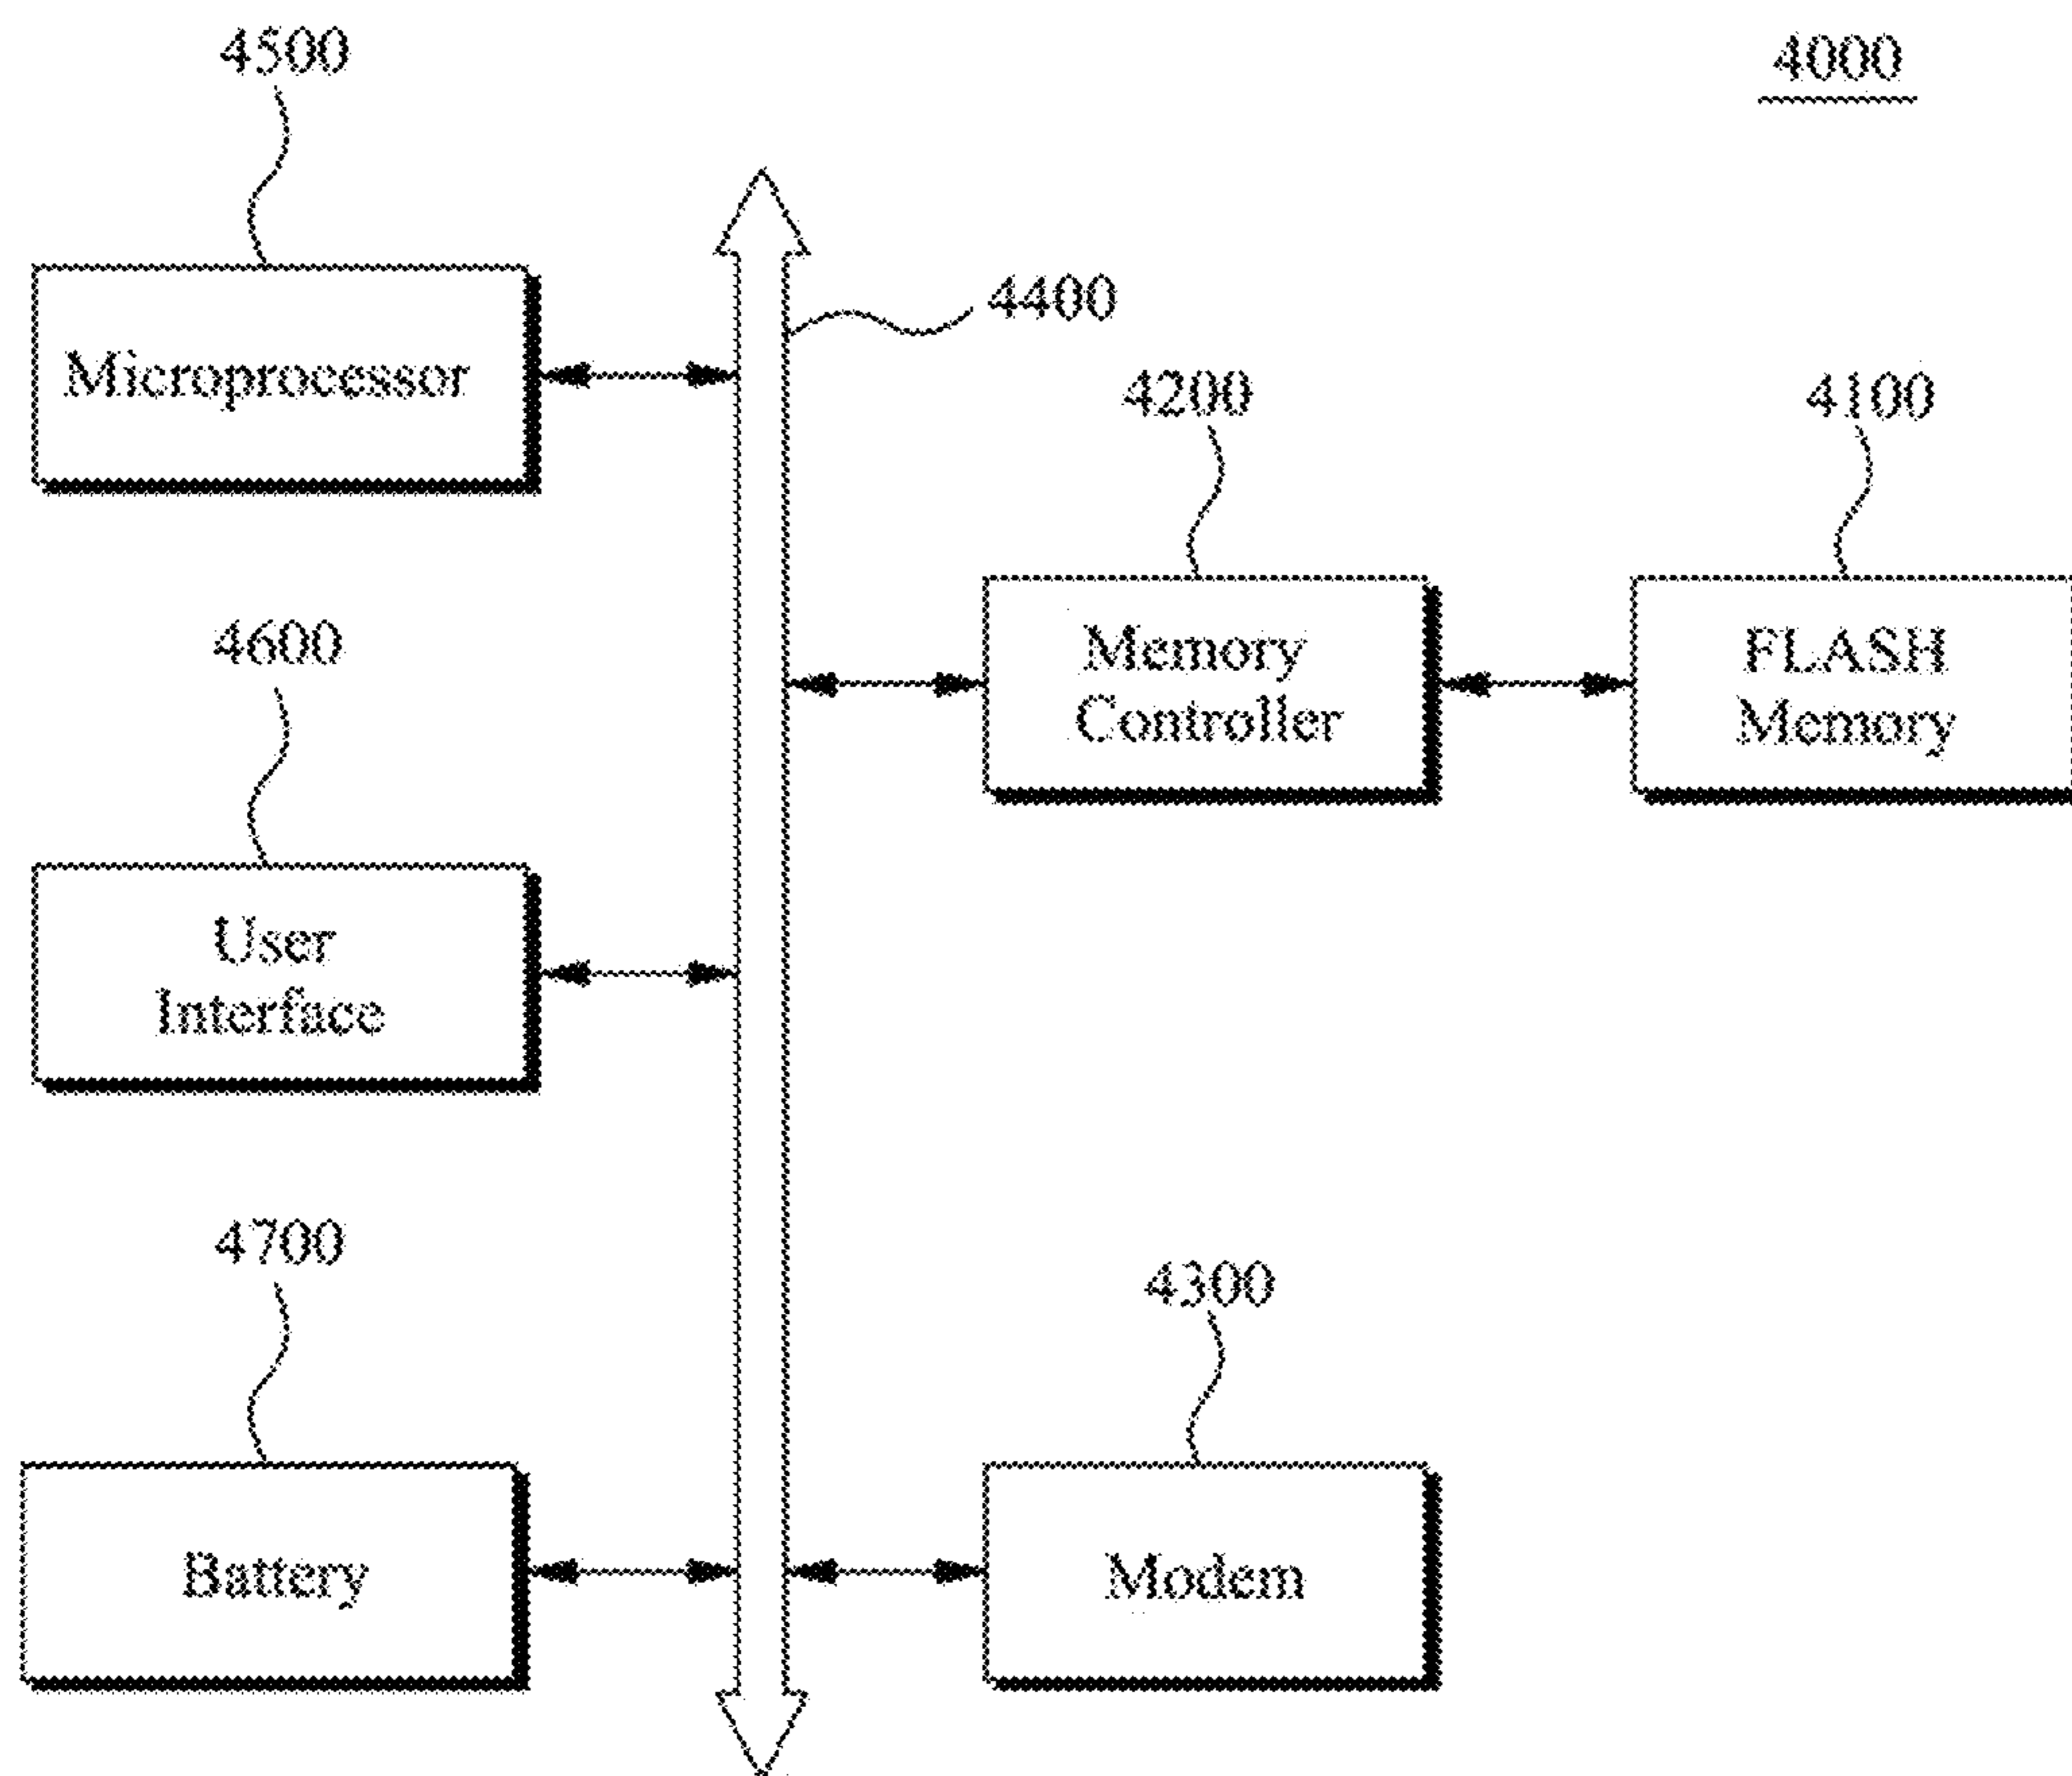 4500
4000
Microprocessor
4400
4200
4100
Memory
Controller
FLASH
Memory
4600
User
Interface
4700
Battery
4300
Modem